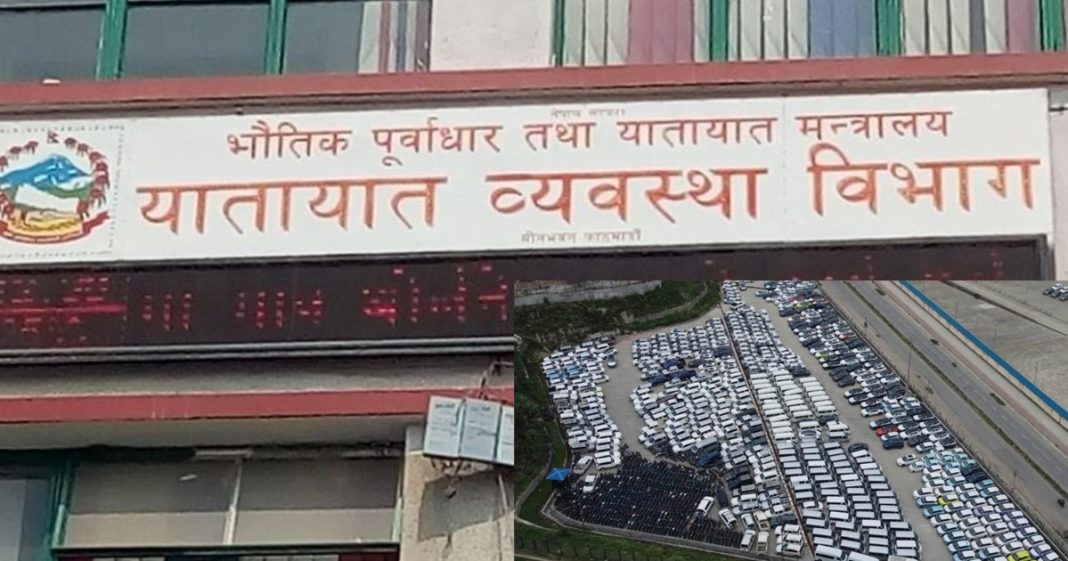 नेपाल सरकार
भौतिक पूर्वाधार तथा यातायात मन्त्रालय
यातायात व्यवस्था विभाग
मीनभवन काठमाडौं